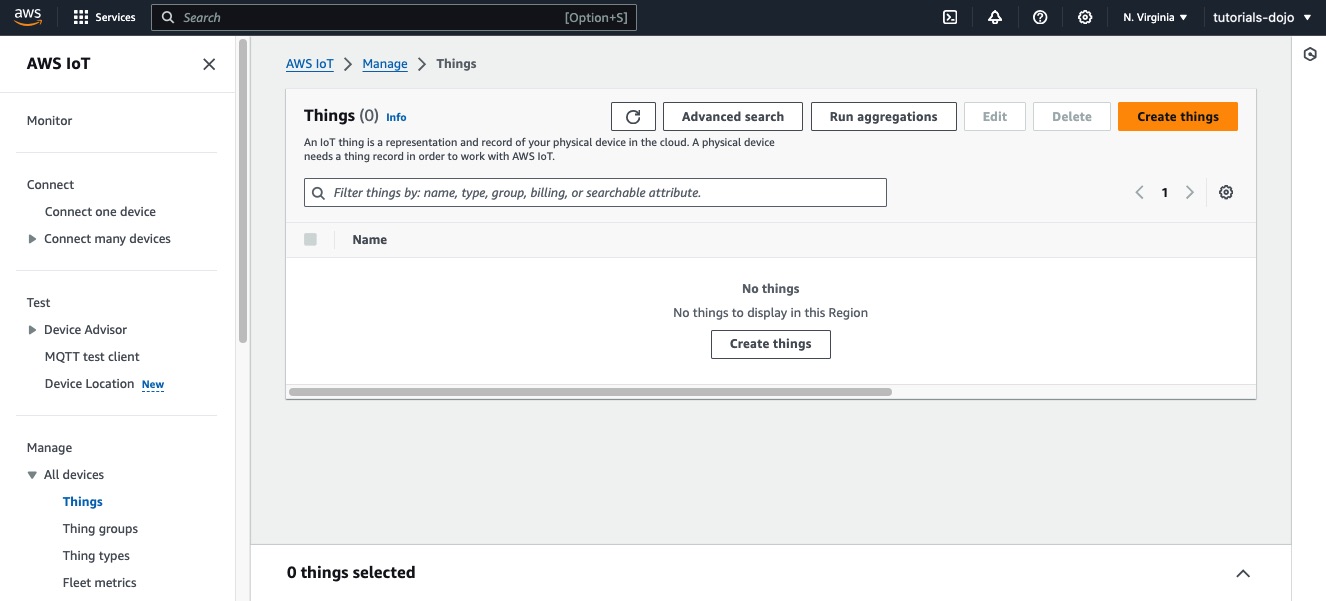 aws
Services
Search
[Option+S]
N. Virginia
tutorials-dojo
AWS IoT
Monitor
Connect
Connect one device
Connect many devices
Test
Device Advisor
MQTT test client
Device Location New
Manage
All devices
Things
Thing groups
Thing types
Fleet metrics
AWS IoT
Manage
Things
Things (0) Info
Advanced search
Run aggregations
Edit
Delete
Create things
An IoT thing is a representation and record of your physical device in the cloud. A physical device
needs a thing record in order to work with AWS IoT.
Filter things by: name, type, group, billing, or searchable attribute.
1
Name
No things
No things to display in this Region
Create things
0 things selected